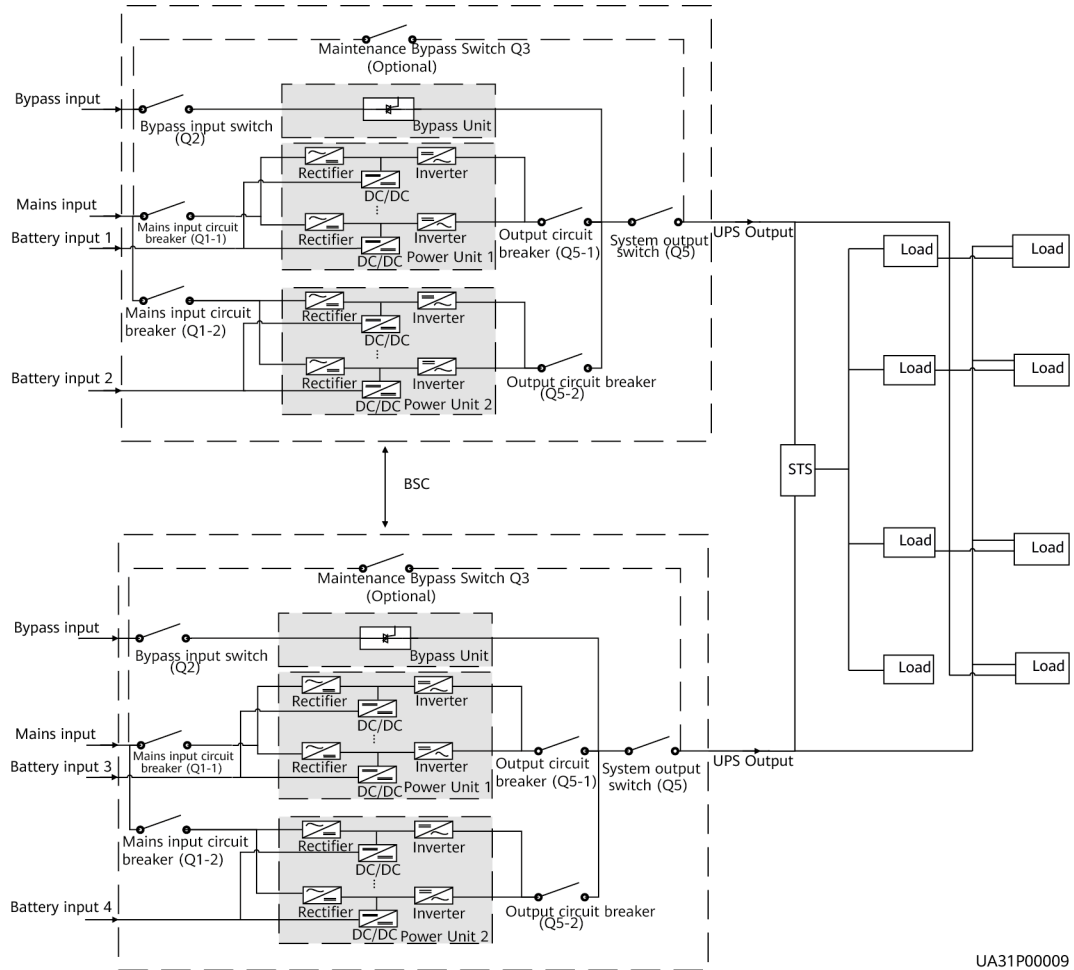 Maintenance Bypass Switch Q3
(Optional)
Bypass input
Bypass input switch
(Q2)
Bypass Unit
Rectifier
Inverter
DC/DC
Mains input
Mains input circuit
breaker (Q1-1)
Rectifier
Inverter
Output circuit
breaker (Q5-1)
System output
switch (Q5)
UPS Output
Battery input 1
DC/DC
Power Unit 1
Mains input circuit
breaker (Q1-2)
Rectifier
Inverter
DC/DC
Rectifier
Inverter
Output circuit breaker
(Q5-2)
Battery input 2
DC/DC
Power Unit 2
BSC
Maintenance Bypass Switch Q3
(Optional)
Bypass input
Bypass input switch
(Q2)
Bypass Unit
Rectifier
Inverter
DC/DC
Mains input
Mains input circuit
breaker (Q1-1)
Rectifier
Inverter
Output circuit
breaker (Q5-1)
System output
switch (Q5)
UPS Output
Battery input 3
DC/DC
Power Unit 1
Mains input circuit
breaker (Q1-2)
Rectifier
Inverter
DC/DC
Rectifier
Inverter
Output circuit breaker
(Q5-2)
Battery input 4
DC/DC
Power Unit 2
STS
Load
Load
Load
Load
Load
Load
Load
Load
UA31P00009